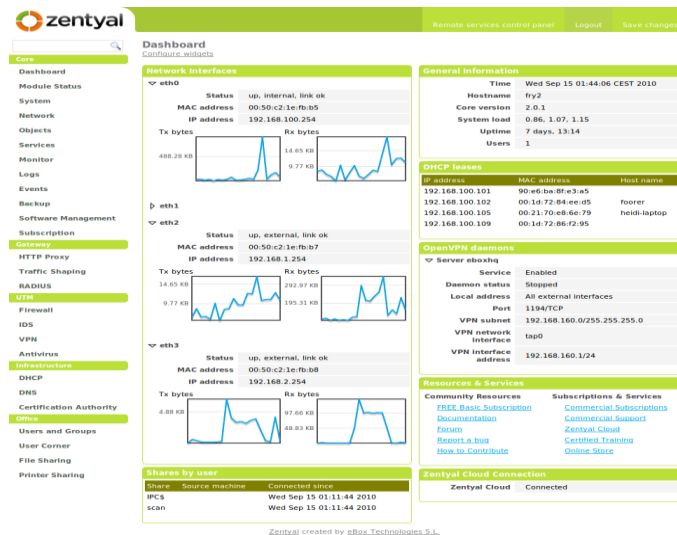 zentyal
Remote services control panel Logout Save changes
Core
Dashboard
Module Status
System
Network
Objects
Services
Monitor
Logs
Events
Backup
Software Management
Subscription
Gateway
HTTP Proxy
Traffic Shaping
RADIUS
UTM
Firewall
IDS
VPN
Antivirus
Infrastructure
DHCP
DNS
Certification Authority
Office
Users and Groups
User Corner
File Sharing
Printer Sharing
Dashboard
Configure widgets
Network Interfaces
eth0
Status up, internal, link ok
MAC address 00:50:c2:1e:fb:b5
IP address 192.168.100.254
Tx bytes Rx bytes
488.28 KB
14.65 KB
9.77 KB
eth1
eth2
Status up, external, link ok
MAC address 00:50:c2:1e:fb:b7
IP address 192.168.1.254
Tx bytes Rx bytes
14.65 KB
9.77 KB
292.97 KB
195.31 KB
eth3
Status up, external, link ok
MAC address 00:50:c2:1e:fb:b8
IP address 192.168.2.254
Tx bytes Rx bytes
4.88 KB
97.66 KB
48.83 KB
Shares by user
Share Source machine Connected since
IPC$ Wed Sep 15 01:11:44 2010
scan Wed Sep 15 01:11:44 2010
General Information
Time Wed Sep 15 01:44:06 CEST 2010
Hostname fry2
Core version 2.0.1
System load 0.86, 1.07, 1.15
Uptime 7 days, 13:14
Users 1
DHCP leases
IP address MAC address Host name
192.168.100.101 90:e6:ba:8f:e3:a5
192.168.100.102 00:1d:72:84:ee:d5 foorer
192.168.100.105 00:21:70:e8:6e:79 heidi-laptop
192.168.100.109 00:1d:72:86:f2:95
OpenVPN daemons
Server eboxhq
Service Enabled
Daemon status Stopped
Local address All external interfaces
Port 1194/TCP
VPN subnet 192.168.160.0/255.255.255.0
VPN network interface tap0
VPN interface address 192.168.160.1/24
Resources & Services
Community Resources Subscriptions & Services
FREE Basic Subscription Commercial Subscriptions
Documentation Commercial Support
Forum Zentyal Cloud
Report a bug Certified Training
How to Contribute Online Store
Zentyal Cloud Connection
Zentyal Cloud Connected
Zentyal created by eBox Technologies S.L.